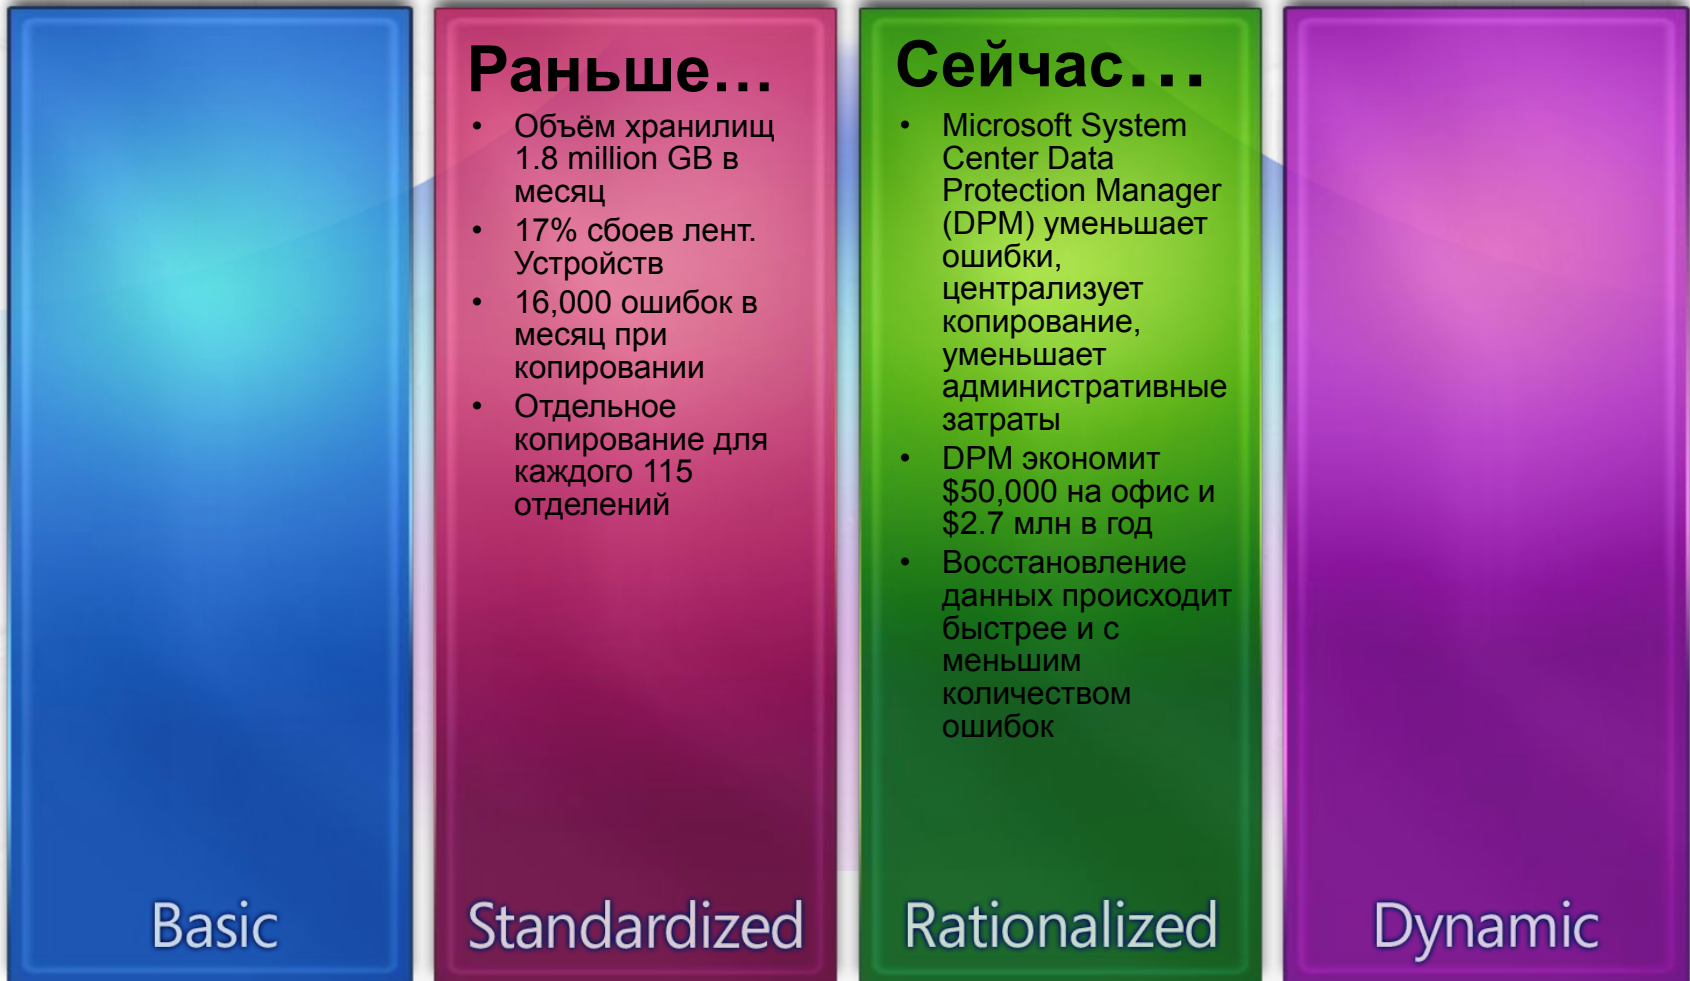 Раньше...
• Объём хранилищ
1.8 million GB в
месяц
• 17% сбоев лент.
Устройств
• 16,000 ошибок в
месяц при
копировании
• Отдельное
копирование для
каждого 115
отделений
Сейчас...
• Microsoft System
Center Data
Protection Manager
(DPM) уменьшает
ошибки,
централизует
копирование,
уменьшает
административные
затраты
• DPM экономит
$50,000 на офис и
$2.7 млн в год
• Восстановление
данных происходит
быстрее и с
меньшим
количеством
ошибок
Basic
Standardized
Rationalized
Dynamic